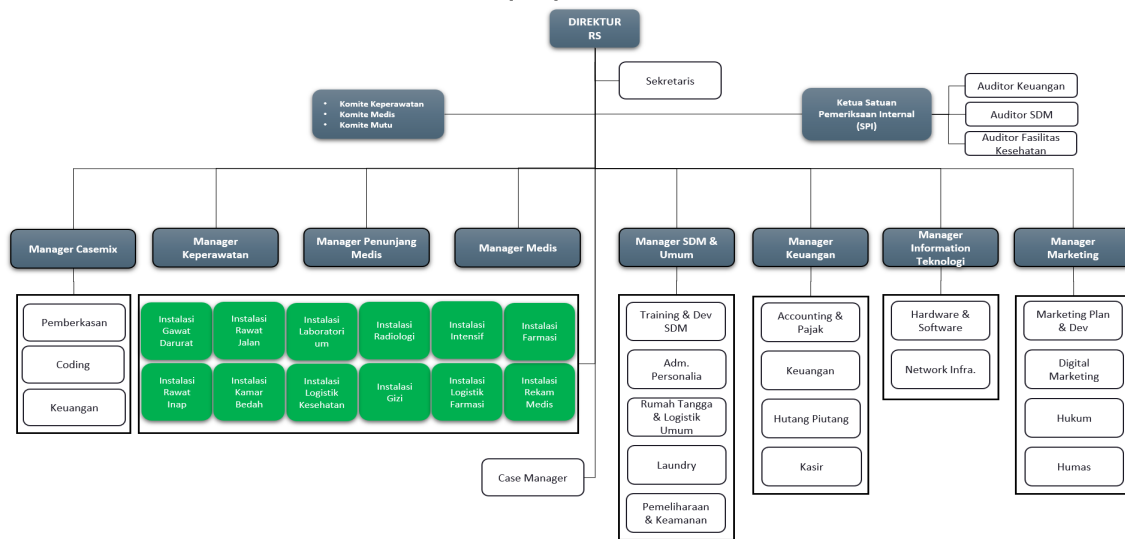 DIREKTUR
RS
Sekretaris
• Komite Keperawatan
• Komite Medis
• Komite Mutu
Ketua Satuan
Pemeriksaan Internal
(SPI)
Auditor Keuangan
Auditor SDM
Auditor Fasilitas
Kesehatan
Manager Casemix
Manager
Keperawatan
Manager Penunjang
Medis
Manager Medis
Manager SDM &
Umum
Manager
Keuangan
Manager
Information
Teknologi
Manager
Marketing
Pemberkasan
Coding
Keuangan
Instalasi
Gawat
Darurat
Instalasi
Rawat
Jalan
Instalasi
Laboratori
um
Instalasi
Radiologi
Instalasi
Intensif
Instalasi
Farmasi
Instalasi
Rawat
Inap
Instalasi
Kamar
Bedah
Instalasi
Logistik
Kesehatan
Instalasi
Gizi
Instalasi
Logistik
Farmasi
Instalasi
Rekam
Medis
Case Manager
Training & Dev
SDM
Adm.
Personalia
Rumah Tangga
& Logistik
Umum
Laundry
Pemeliharaan
& Keamanan
Accounting &
Pajak
Keuangan
Hutang Piutang
Kasir
Hardware &
Software
Network Infra.
Marketing Plan
& Dev
Digital
Marketing
Hukum
Humas